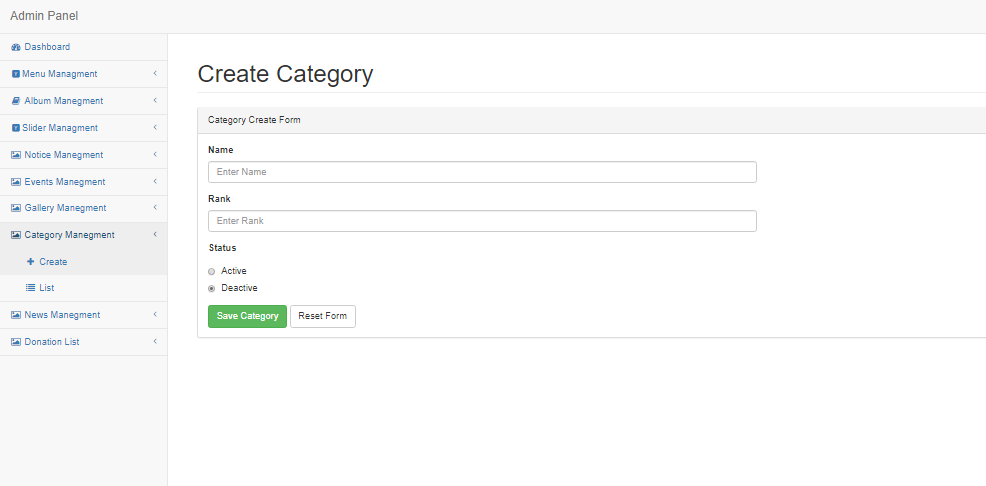 Admin Panel
Dashboard
Menu Managment
Album Manegment
Slider Managment
Notice Manegment
Events Manegment
Gallery Manegment
Category Manegment
Create
List
News Manegment
Donation List
Create Category
Category Create Form
Name
Enter Name
Rank
Enter Rank
Status
Active
Deactive
Save Category Reset Form